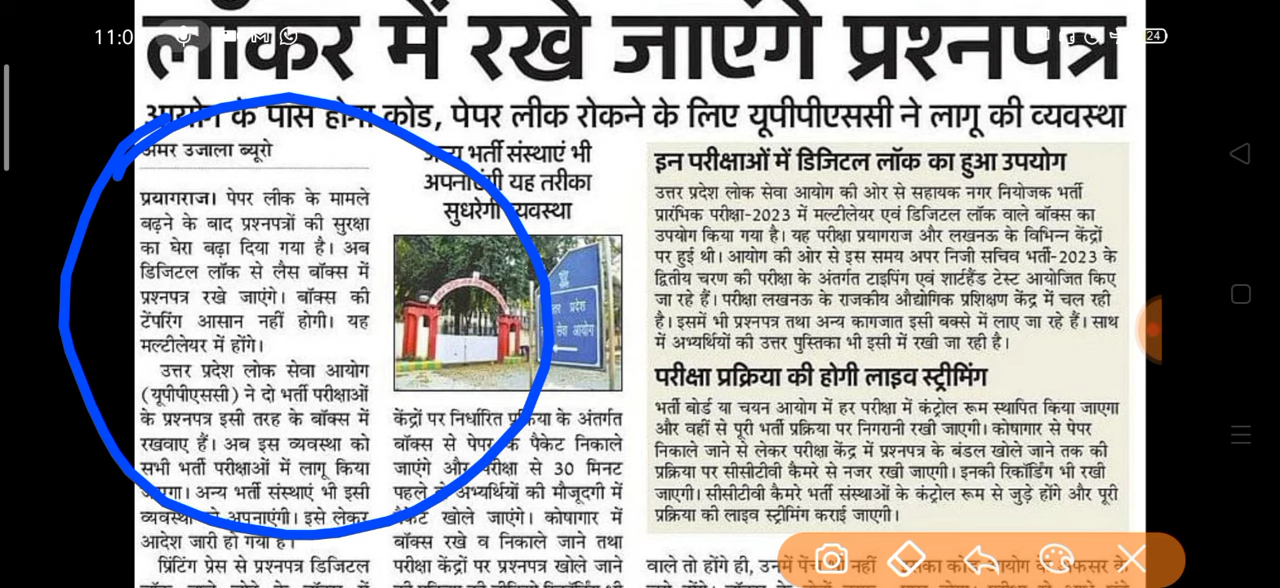 11:0
24
लॉकर में रखे जाएंगे प्रश्नपत्र
आयोग के पास होगा कोड, पेपर लीक रोकने के लिए यूपीपीएससी ने लागू की व्यवस्था
अमर उजाला ब्यूरो
प्रयागराज। पेपर लीक के मामले
बढ़ने के बाद प्रश्नपत्रों की सुरक्षा
का घेरा बढ़ा दिया गया है। अब
डिजिटल लॉक से लैस बॉक्स में
प्रश्नपत्र रखे जाएंगे। बॉक्स की
टेंपरिंग आसान नहीं होगी। यह
मल्टीलेयर में होंगे।
उत्तर प्रदेश लोक सेवा आयोग
(यूपीपीएससी) ने दो भर्ती परीक्षाओं
के प्रश्नपत्र इसी तरह के बॉक्स में
रखवाए हैं। अब इस व्यवस्था को
सभी भर्ती परीक्षाओं में लागू किया
जाएगा। अन्य भर्ती संस्थाएं भी इसी
व्यवस्था को अपनाएंगी। इसे लेकर
आदेश जारी हो गया है।
प्रिंटिंग प्रेस से प्रश्नपत्र डिजिटल
अन्य भर्ती संस्थाएं भी
अपनाएंगी यह तरीका
सुधरेगी व्यवस्था
प्रदेश
सेवा आयोग
केंद्रों पर निर्धारित प्रक्रिया के अंतर्गत
बॉक्स से पेपर के पैकेट निकाले
जाएंगे और परीक्षा से 30 मिनट
पहले दो अभ्यर्थियों की मौजूदगी में
पैकेट खोले जाएंगे। कोषागार में
बॉक्स रखे व निकाले जाने तथा
परीक्षा केंद्रों पर प्रश्नपत्र खोले जाने
इन परीक्षाओं में डिजिटल लॉक का हुआ उपयोग
उत्तर प्रदेश लोक सेवा आयोग की ओर से सहायक नगर नियोजक भर्ती
प्रारंभिक परीक्षा-2023 में मल्टीलेयर एवं डिजिटल लॉक वाले बॉक्स का
उपयोग किया गया है। यह परीक्षा प्रयागराज और लखनऊ के विभिन्न केंद्रों
पर हुई थी। आयोग की ओर से इस समय अपर निजी सचिव भर्ती-2023 के
द्वितीय चरण की परीक्षा के अंतर्गत टाइपिंग एवं शार्टहैंड टेस्ट आयोजित किए
जा रहे हैं। परीक्षा लखनऊ के राजकीय औद्योगिक प्रशिक्षण केंद्र में चल रही
है। इसमें भी प्रश्नपत्र तथा अन्य कागजात इसी बक्से में लाए जा रहे हैं। साथ
में अभ्यर्थियों की उत्तर पुस्तिका भी इसी में रखी जा रही है।
परीक्षा प्रक्रिया की होगी लाइव स्ट्रीमिंग
भर्ती बोर्ड या चयन आयोग में हर परीक्षा में कंट्रोल रूम स्थापित किया जाएगा
और वहीं से पूरी भर्ती प्रक्रिया पर निगरानी रखी जाएगी। कोषागार से पेपर
निकाले जाने से लेकर परीक्षा केंद्र में प्रश्नपत्र के बंडल खोले जाने तक की
प्रक्रिया पर सीसीटीवी कैमरे से नजर रखी जाएगी। इनकी रिकॉर्डिंग भी रखी
जाएगी। सीसीटीवी कैमरे भर्ती संस्थाओं के कंट्रोल रूम से जुड़े होंगे और पूरी
प्रक्रिया की लाइव स्ट्रीमिंग कराई जाएगी।
वाले तो होंगे ही, उनमें नहीं